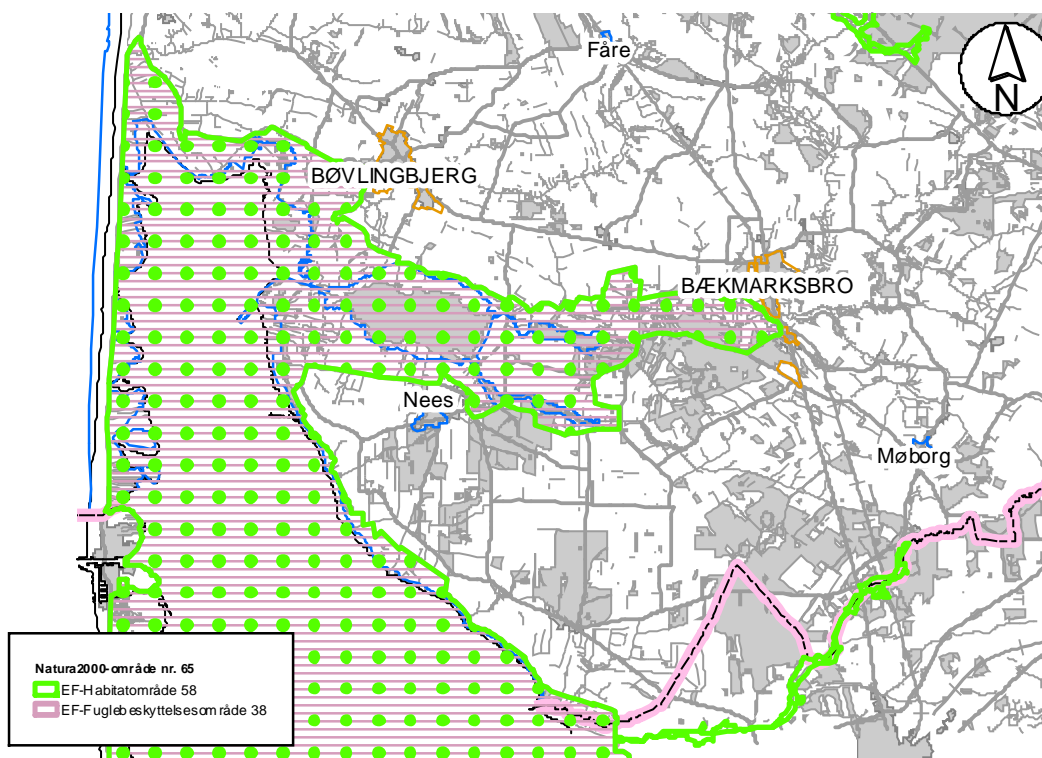 Fåre
N
BØVLINGBJERG
BÆKMARKSBRO
Nees
Møborg
Natura2000-område nr. 65
EF-Habitatområde 58
EF-Fuglebeskyttelsesområde 38